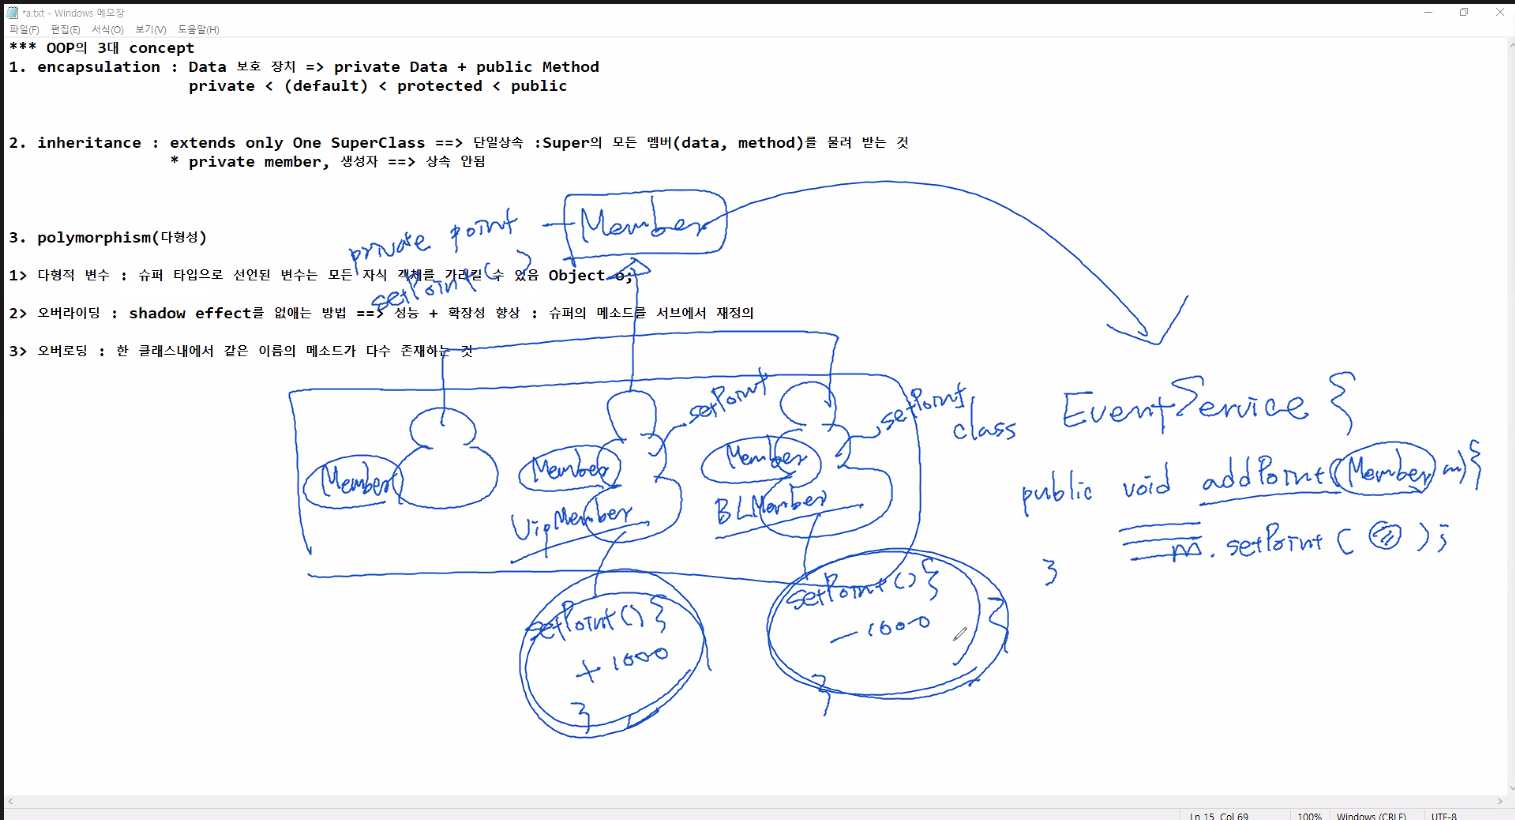 *a.txt - Windows 메모장
파일(F) 편집(E) 서식(O) 보기(V) 도움말(H)
*** OOP의 3대 concept
1. encapsulation : Data 보호 장치 => private Data + public Method
private < (default) < protected < public
2. inheritance : extends only One SuperClass ==> 단일상속 :Super의 모든 멤버(data, method)를 물려 받는 것
* private member, 생성자 ==> 상속 안됨
3. polymorphism(다형성)
1> 다형적 변수 : 슈퍼 타입으로 선언된 변수는 모든 자식 객체를 가리킬 수 있음 Object o;
2> 오버라이딩 : shadow effect를 없애는 방법 ==> 성능 + 확장성 향상 : 슈퍼의 메소드를 서브에서 재정의
3> 오버로딩 : 한 클래스내에서 같은 이름의 메소드가 다수 존재하는 것
Member
private point
setPoint( )
setPoint
setPoint
Member
Member
Member
VipMember
BLMember
class EventService {
public void addPoint(Member m){
m.setPoint( );
}
setPoint(){
+1000
}
setPoint(){
-1000
}
Ln 15, Col 69 100% Windows (CRLF) UTF-8